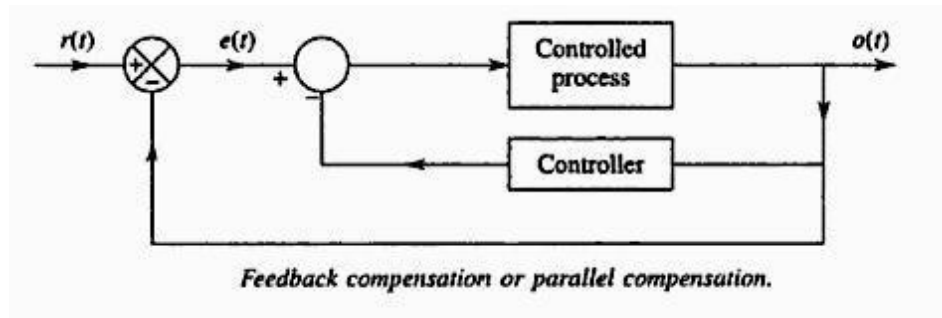 r(t)
e(t)
o(t)
+
-
+
-
Controlled
process
Controller
Feedback compensation or parallel compensation.